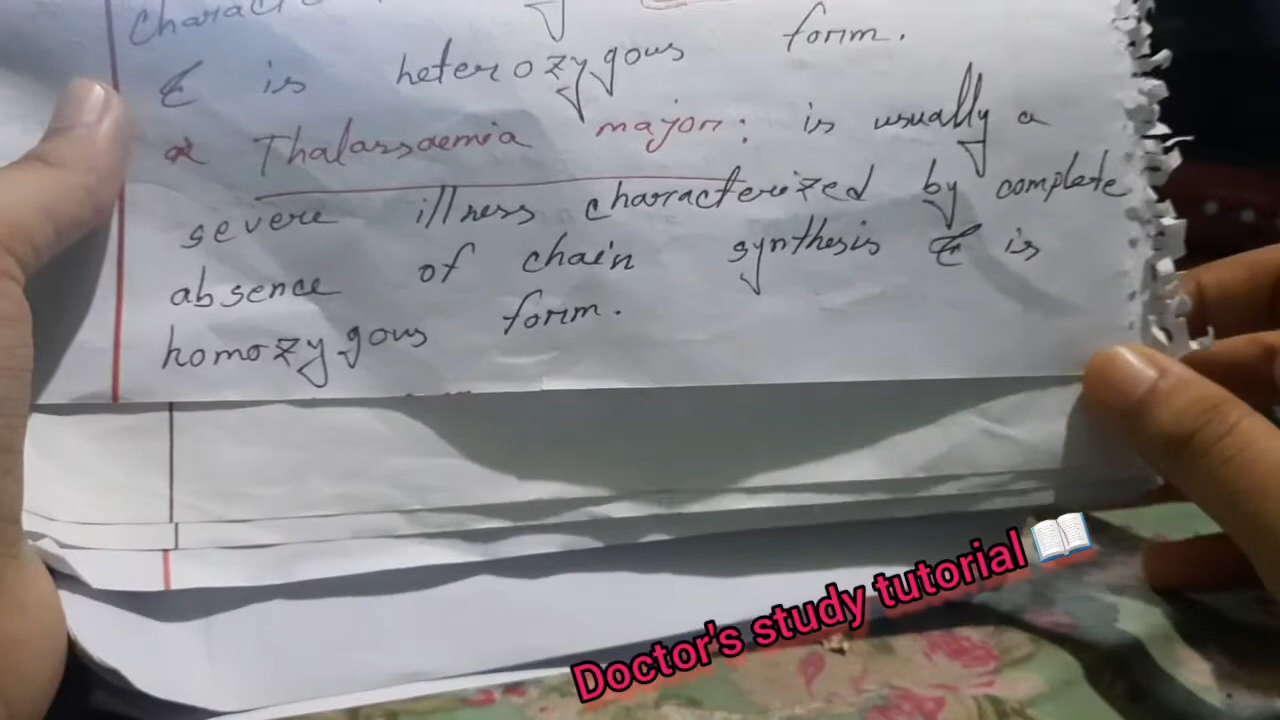 Charact
& is heterozygous form.
* Thalassaemia major: is usually a
severe illness characterized by complete
absence of chain synthesis & is
homozygous form.
Doctor's study tutorial